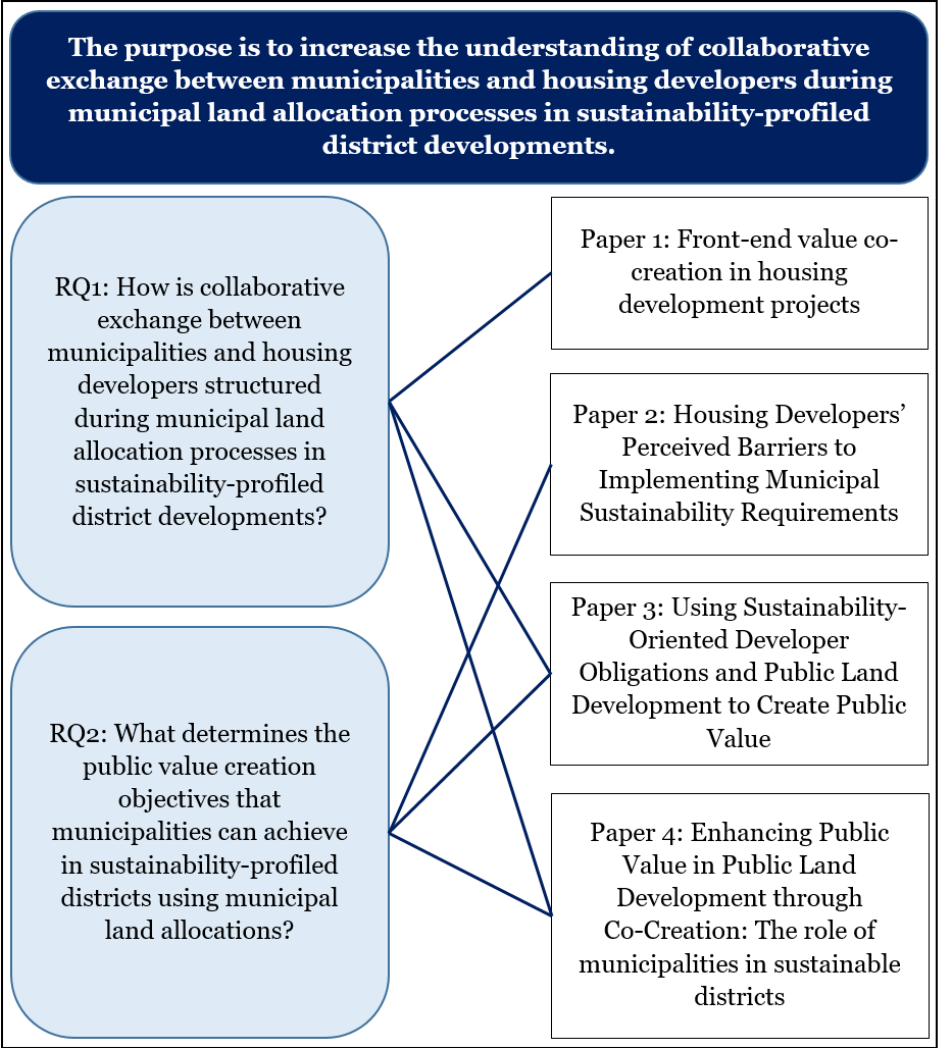 The purpose is to increase the understanding of collaborative
exchange between municipalities and housing developers during
municipal land allocation processes in sustainability-profiled
district developments.
RQ1: How is collaborative
exchange between
municipalities and housing
developers structured
during municipal land
allocation processes in
sustainability-profiled
district developments?
RQ2: What determines the
public value creation
objectives that
municipalities can achieve
in sustainability-profiled
districts using municipal
land allocations?
Paper 1: Front-end value co-
creation in housing
development projects
Paper 2: Housing Developers’
Perceived Barriers to
Implementing Municipal
Sustainability Requirements
Paper 3: Using Sustainability-
Oriented Developer
Obligations and Public Land
Development to Create Public
Value
Paper 4: Enhancing Public
Value in Public Land
Development through
Co-Creation: The role of
municipalities in sustainable
districts